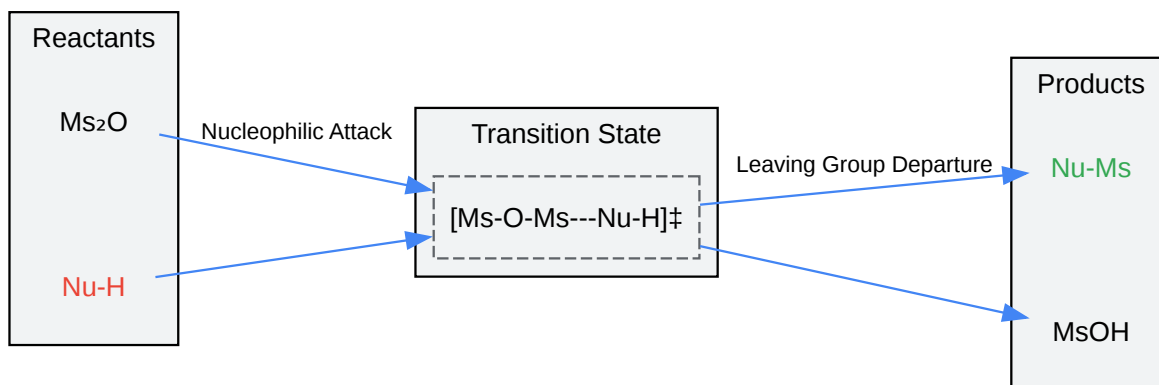 Reactants
Ms₂O
Nu-H
Nucleophilic Attack
Transition State
[Ms-O-Ms---Nu-H]‡
Leaving Group Departure
Products
Nu-Ms
MsOH